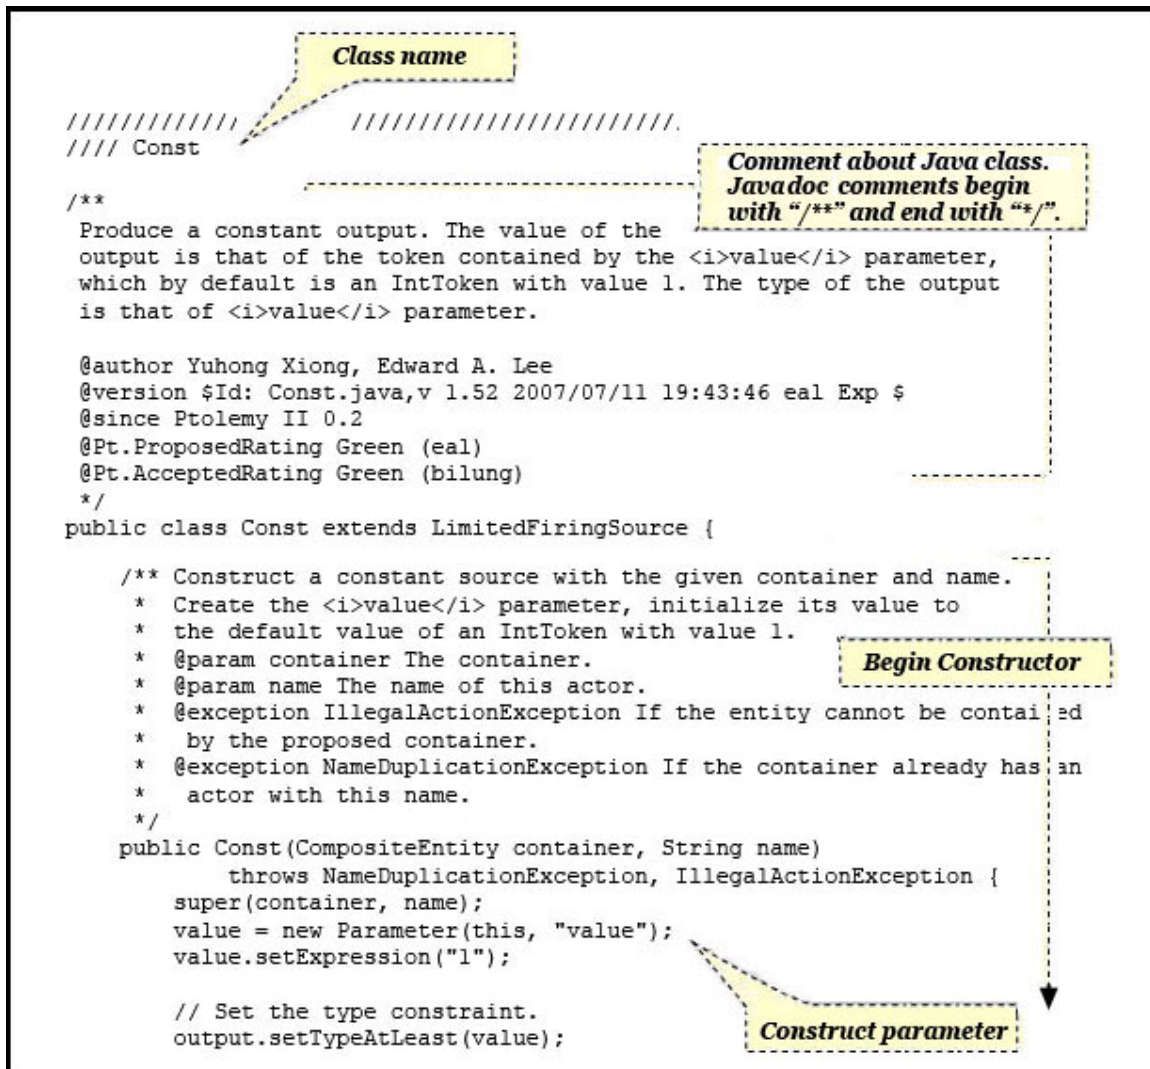 Class name
///////////// /////////////////////////
//// Const
Comment about Java class.
Javadoc comments begin
with “/**” and end with “*/”.
/**
Produce a constant output. The value of the
output is that of the token contained by the <i>value</i> parameter,
which by default is an IntToken with value 1. The type of the output
is that of <i>value</i> parameter.
@author Yuhong Xiong, Edward A. Lee
@version $Id: Const.java,v 1.52 2007/07/11 19:43:46 eal Exp $
@since Ptolemy II 0.2
@Pt.ProposedRating Green (eal)
@Pt.AcceptedRating Green (bilung)
*/
public class Const extends LimitedFiringSource {
/** Construct a constant source with the given container and name.
* Create the <i>value</i> parameter, initialize its value to
* the default value of an IntToken with value 1.
* @param container The container.
Begin Constructor
* @param name The name of this actor.
* @exception IllegalActionException If the entity cannot be contained
* by the proposed container.
* @exception NameDuplicationException If the container already has an
* actor with this name.
*/
public Const(CompositeEntity container, String name)
throws NameDuplicationException, IllegalActionException {
super(container, name);
value = new Parameter(this, "value");
value.setExpression("1");
// Set the type constraint.
output.setTypeAtLeast(value);
Construct parameter